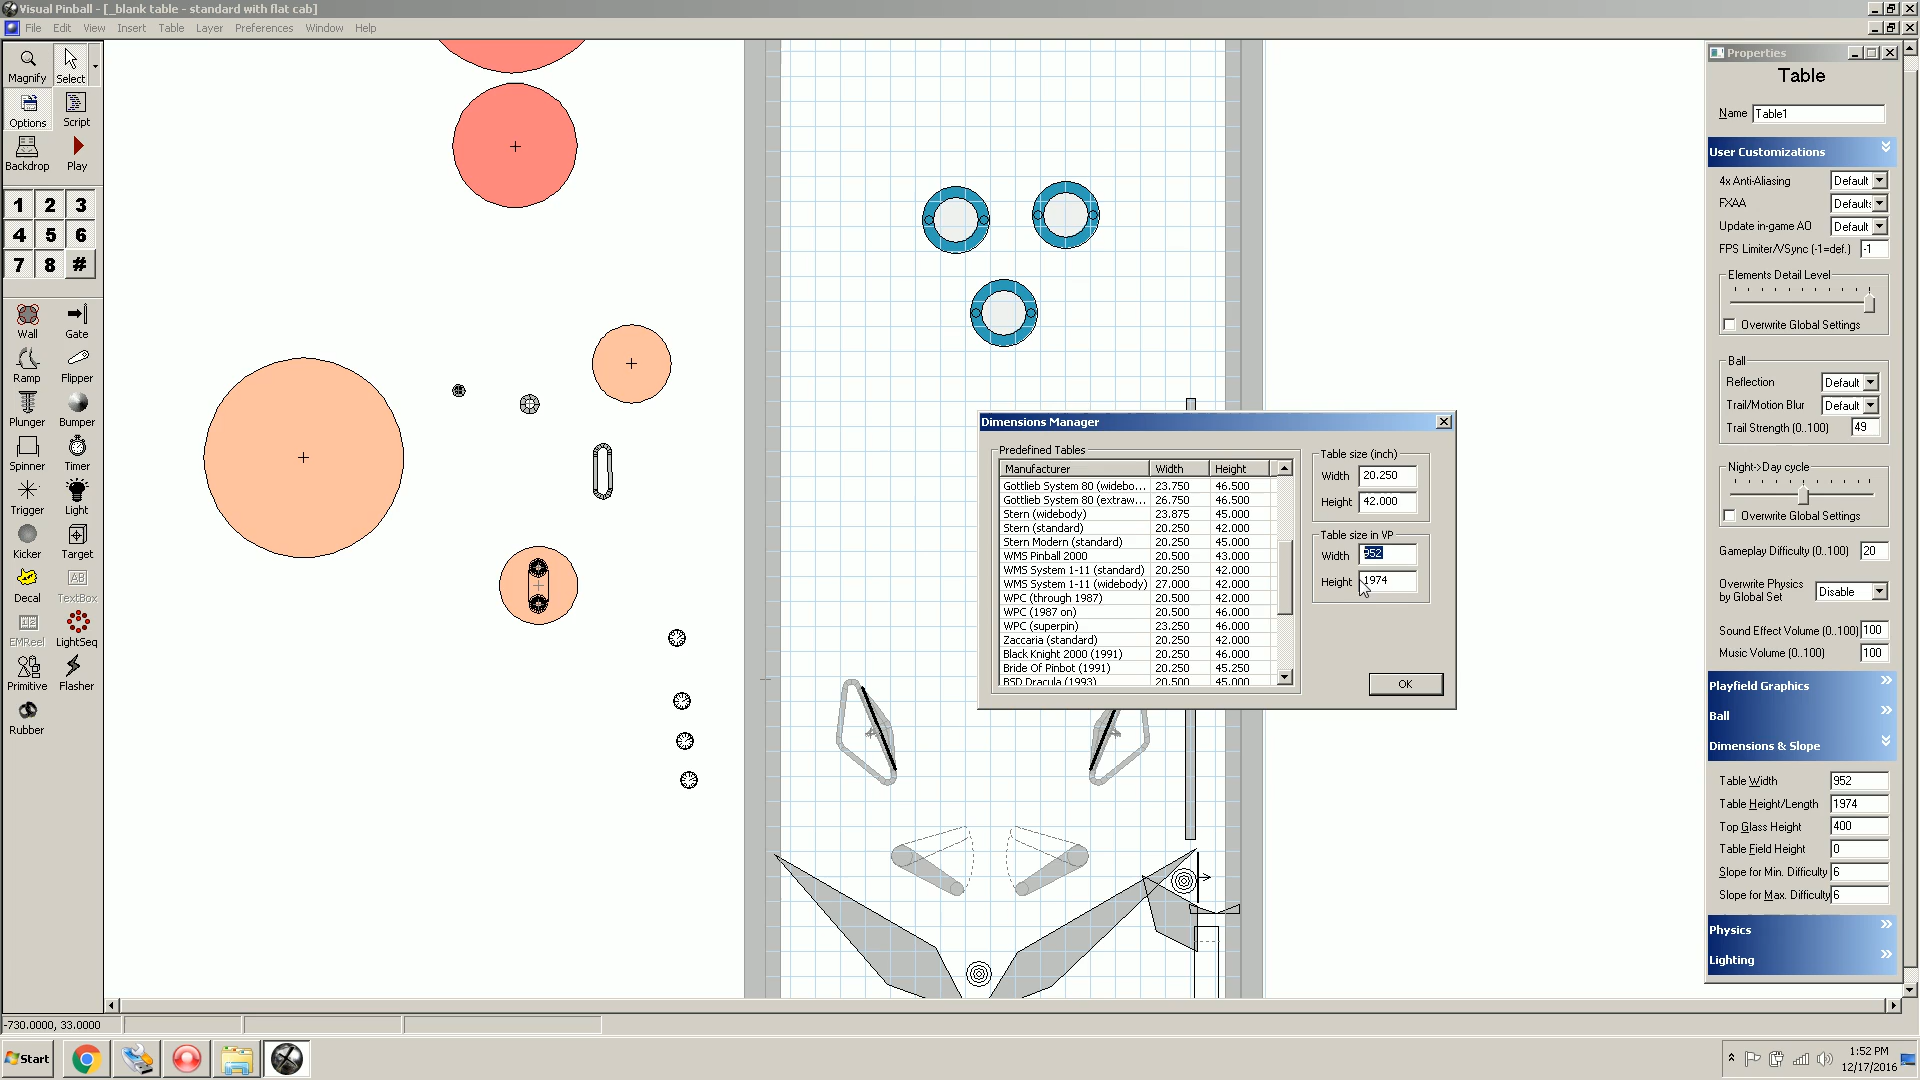 Visual Pinball - [_blank table - standard with flat cab]
File Edit View Insert Table Layer Preferences Window Help
Magnify Select
Options Script
Backdrop Play
1 2 3
4 5 6
7 8 #
Wall Gate
Ramp Flipper
Plunger Bumper
Spinner Timer
Trigger Light
Kicker Target
Decal TextBox
EMReel LightSeq
Primitive Flasher
Rubber
Dimensions Manager
Predefined Tables
Manufacturer Width Height
Gottlieb System 80 (widebo... 23.750 46.500
Gottlieb System 80 (extraw... 26.750 46.500
Stern (widebody) 23.875 45.000
Stern (standard) 20.250 42.000
Stern Modern (standard) 20.250 45.000
WMS Pinball 2000 20.500 43.000
WMS System 1-11 (standard) 20.250 42.000
WMS System 1-11 (widebody) 27.000 42.000
WPC (through 1987) 20.500 42.000
WPC (1987 on) 20.500 46.000
WPC (superpin) 23.250 46.000
Zaccaria (standard) 20.250 42.000
Black Knight 2000 (1991) 20.250 46.000
Bride Of Pinbot (1991) 20.250 45.250
BSD Dracula (1993) 20.500 45.000
Table size (inch)
Width 20.250
Height 42.000
Table size in VP
Width 952
Height 1974
OK
Properties
Table
Name Table1
User Customizations
4x Anti-Aliasing Default
FXAA Defaults
Update in-game AO Default
FPS Limiter/VSync (-1=def.) -1
Elements Detail Level
Overwrite Global Settings
Ball
Reflection Default
Trail/Motion Blur Default
Trail Strength (0..100) 49
Night->Day cycle
Overwrite Global Settings
Gameplay Difficulty (0..100) 20
Overwrite Physics
by Global Set Disable
Sound Effect Volume (0..100) 100
Music Volume (0..100) 100
Playfield Graphics
Ball
Dimensions & Slope
Table Width 952
Table Height/Length 1974
Top Glass Height 400
Table Field Height 0
Slope for Min. Difficulty 6
Slope for Max. Difficulty 6
Physics
Lighting
-730.0000, 33.0000
Start
1:52 PM
12/17/2016